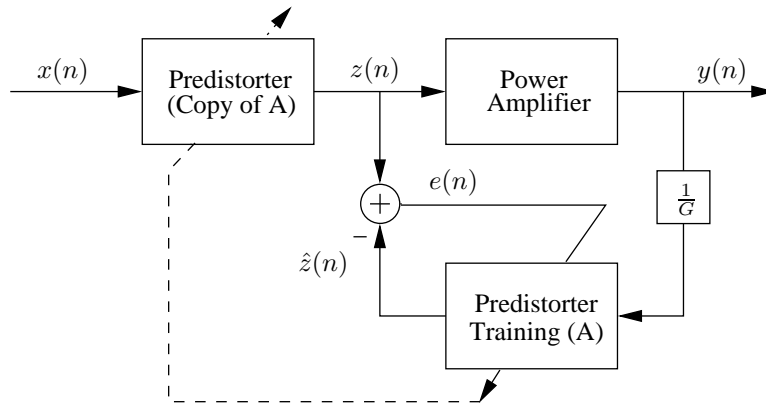 x(n)
Predistorter
(Copy of A)
z(n)
Power
Amplifier
y(n)
e(n)
+
−
1/G
ẑ(n)
Predistorter
Training (A)